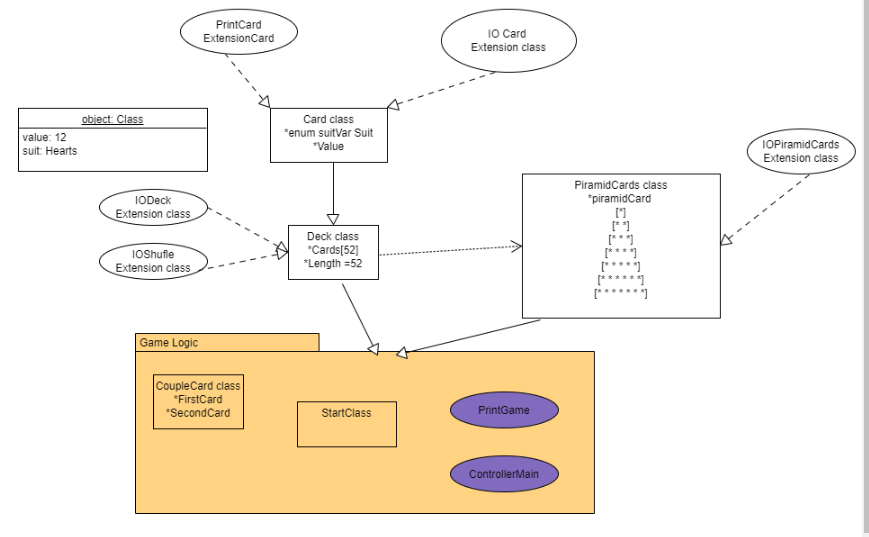 PrintCard
ExtensionCard
IO Card
Extension class
object: Class
value: 12
suit: Hearts
Card class
*enum suitVar Suit
*Value
IOPiramidCards
Extension class
IODeck
Extension class
IOShufle
Extension class
Deck class
*Cards[52]
*Length =52
PiramidCards class
*piramidCard
[*]
[* *]
[* * *]
[* * * *]
[* * * * *]
[* * * * * *]
[* * * * * * *]
Game Logic
CoupleCard class
*FirstCard
*SecondCard
StartClass
PrintGame
ControllerMain